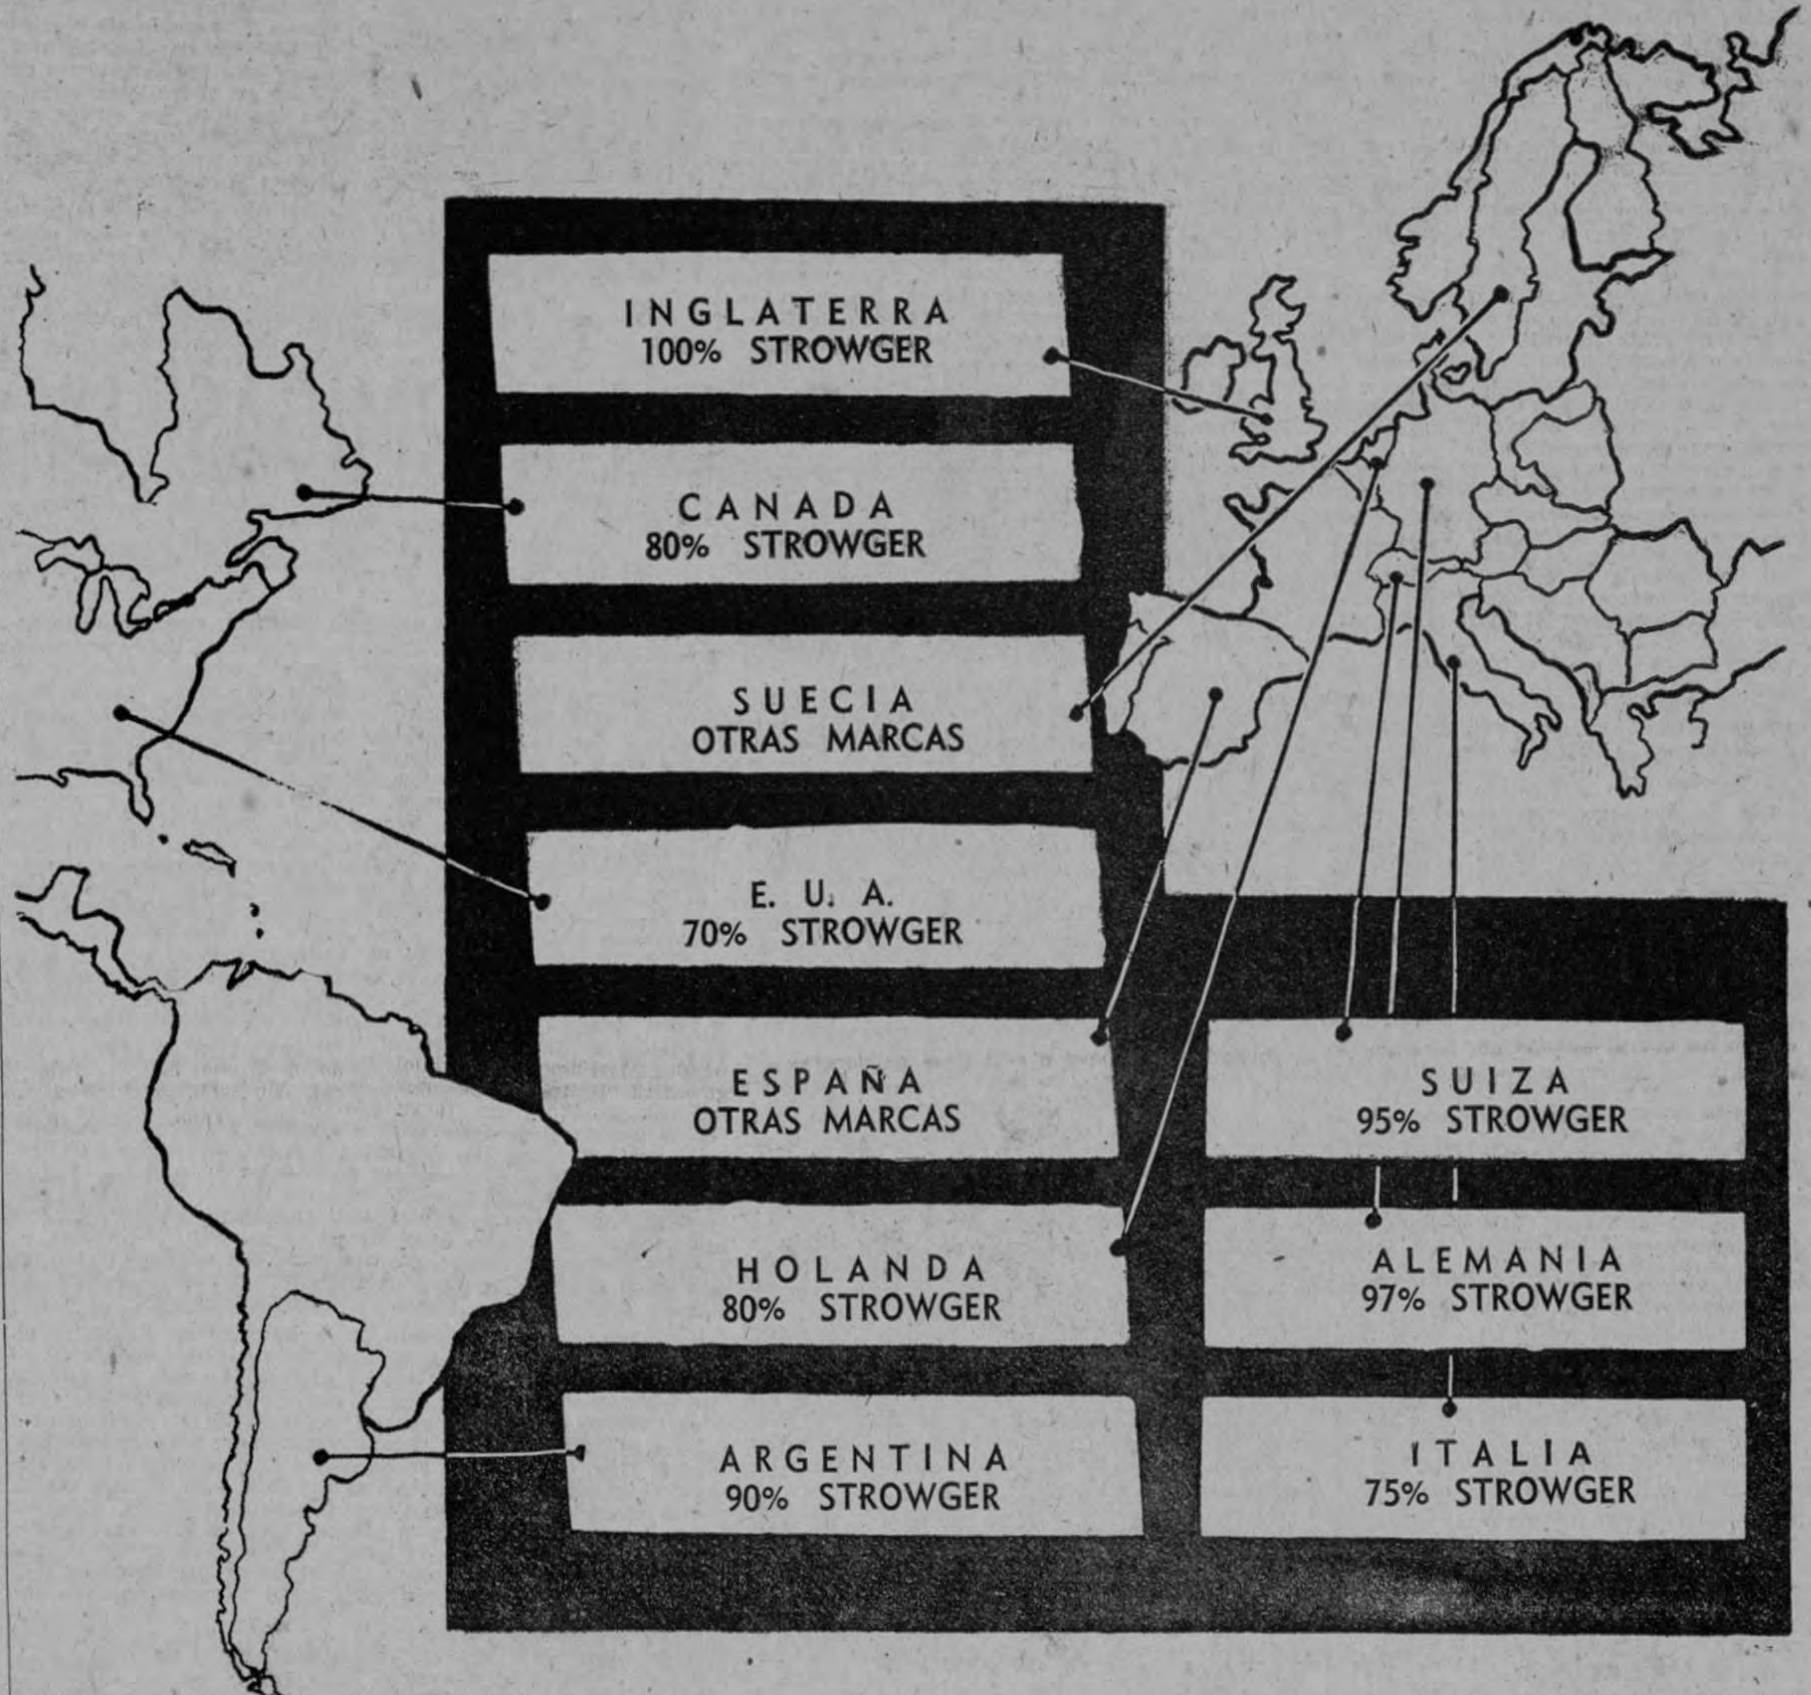 INGLATERRA
100% STROWGER
CANADA
80% STROWGER
SUECIA
OTRAS MARCAS
E. U. A.
70% STROWGER
ESPAÑA
OTRAS MARCAS
HOLANDA
80% STROWGER
ARGENTINA
90% STROWGER
SUIZA
95% STROWGER
ALEMANIA
97% STROWGER
ITALIA
75% STROWGER